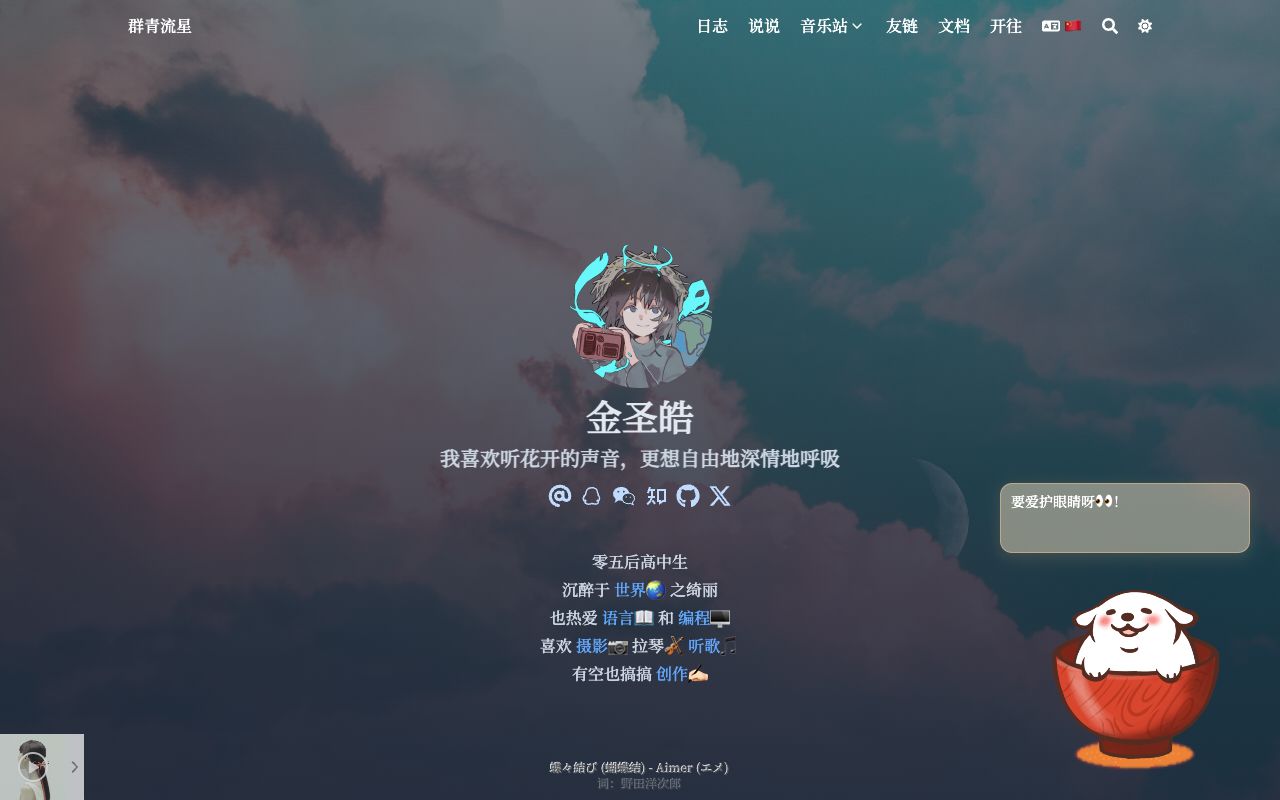 群青流星
日志 说说 音乐站 友链 文档 开往
金圣皓
我喜欢听花开的声音，更想自由地深情地呼吸
知
要爱护眼睛呀👀！
零五后高中生
沉醉于 世界🌏 之绮丽
也热爱 语言📖 和 编程🖥️
喜欢 摄影📷 拉琴🎻 听歌🎵
有空也搞搞 创作✍🏻
蝶々結び (蝴蝶结) - Aimer (エメ)
词：野田洋次郎